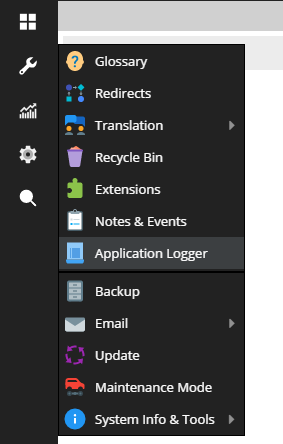 Glossary
Redirects
Translation
Recycle Bin
Extensions
Notes & Events
Application Logger
Backup
Email
Update
Maintenance Mode
System Info & Tools